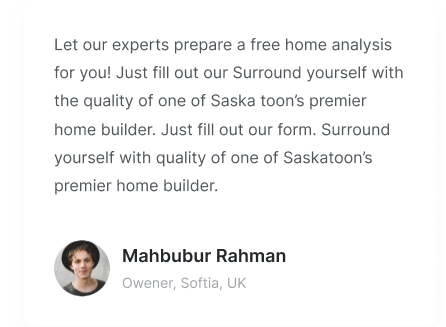 Let our experts prepare a free home analysis
for you! Just fill out our Surround yourself with
the quality of one of Saska toon’s premier
home builder. Just fill out our form. Surround
yourself with quality of one of Saskatoon’s
premier home builder.
Mahbubur Rahman
Owener, Softia, UK